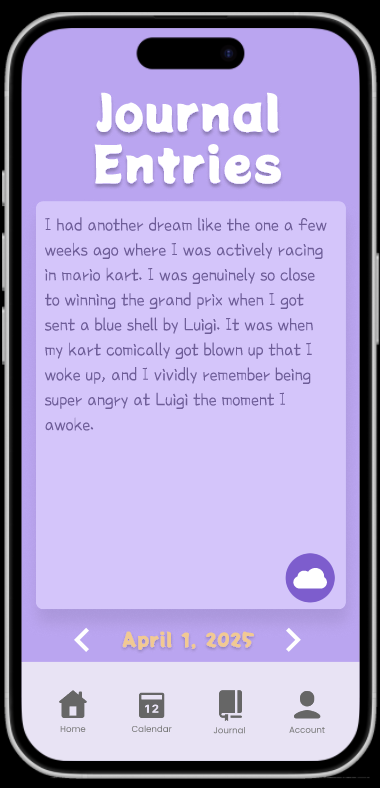 Journal
Entries
I had another dream like the one a few
weeks ago where I was actively racing
in mario kart. I was genuinely so close
to winning the grand prix when I got
sent a blue shell by Luigi. It was when
my kart comically got blown up that I
woke up, and I vividly remember being
super angry at Luigi the moment I
awoke.
April 1, 2025
12
Home
Calendar
Journal
Account